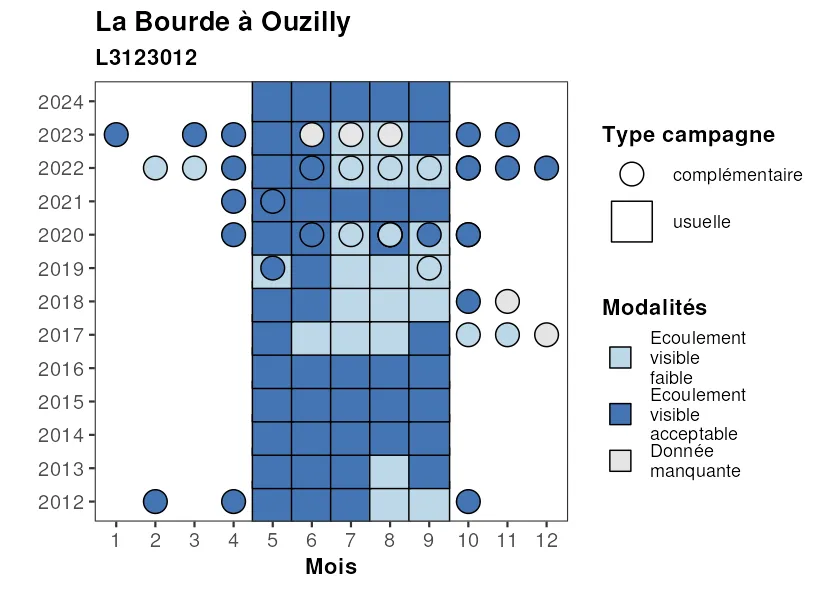 La Bourde à Ouzilly
L3123012
2024
2023
2022
2021
2020
2019
2018
2017
2016
2015
2014
2013
2012
1 2 3 4 5 6 7 8 9 10 11 12
Mois
Type campagne
complémentaire
usuelle
Modalités
Ecoulement
visible
faible
Ecoulement
visible
acceptable
Donnée
manquante